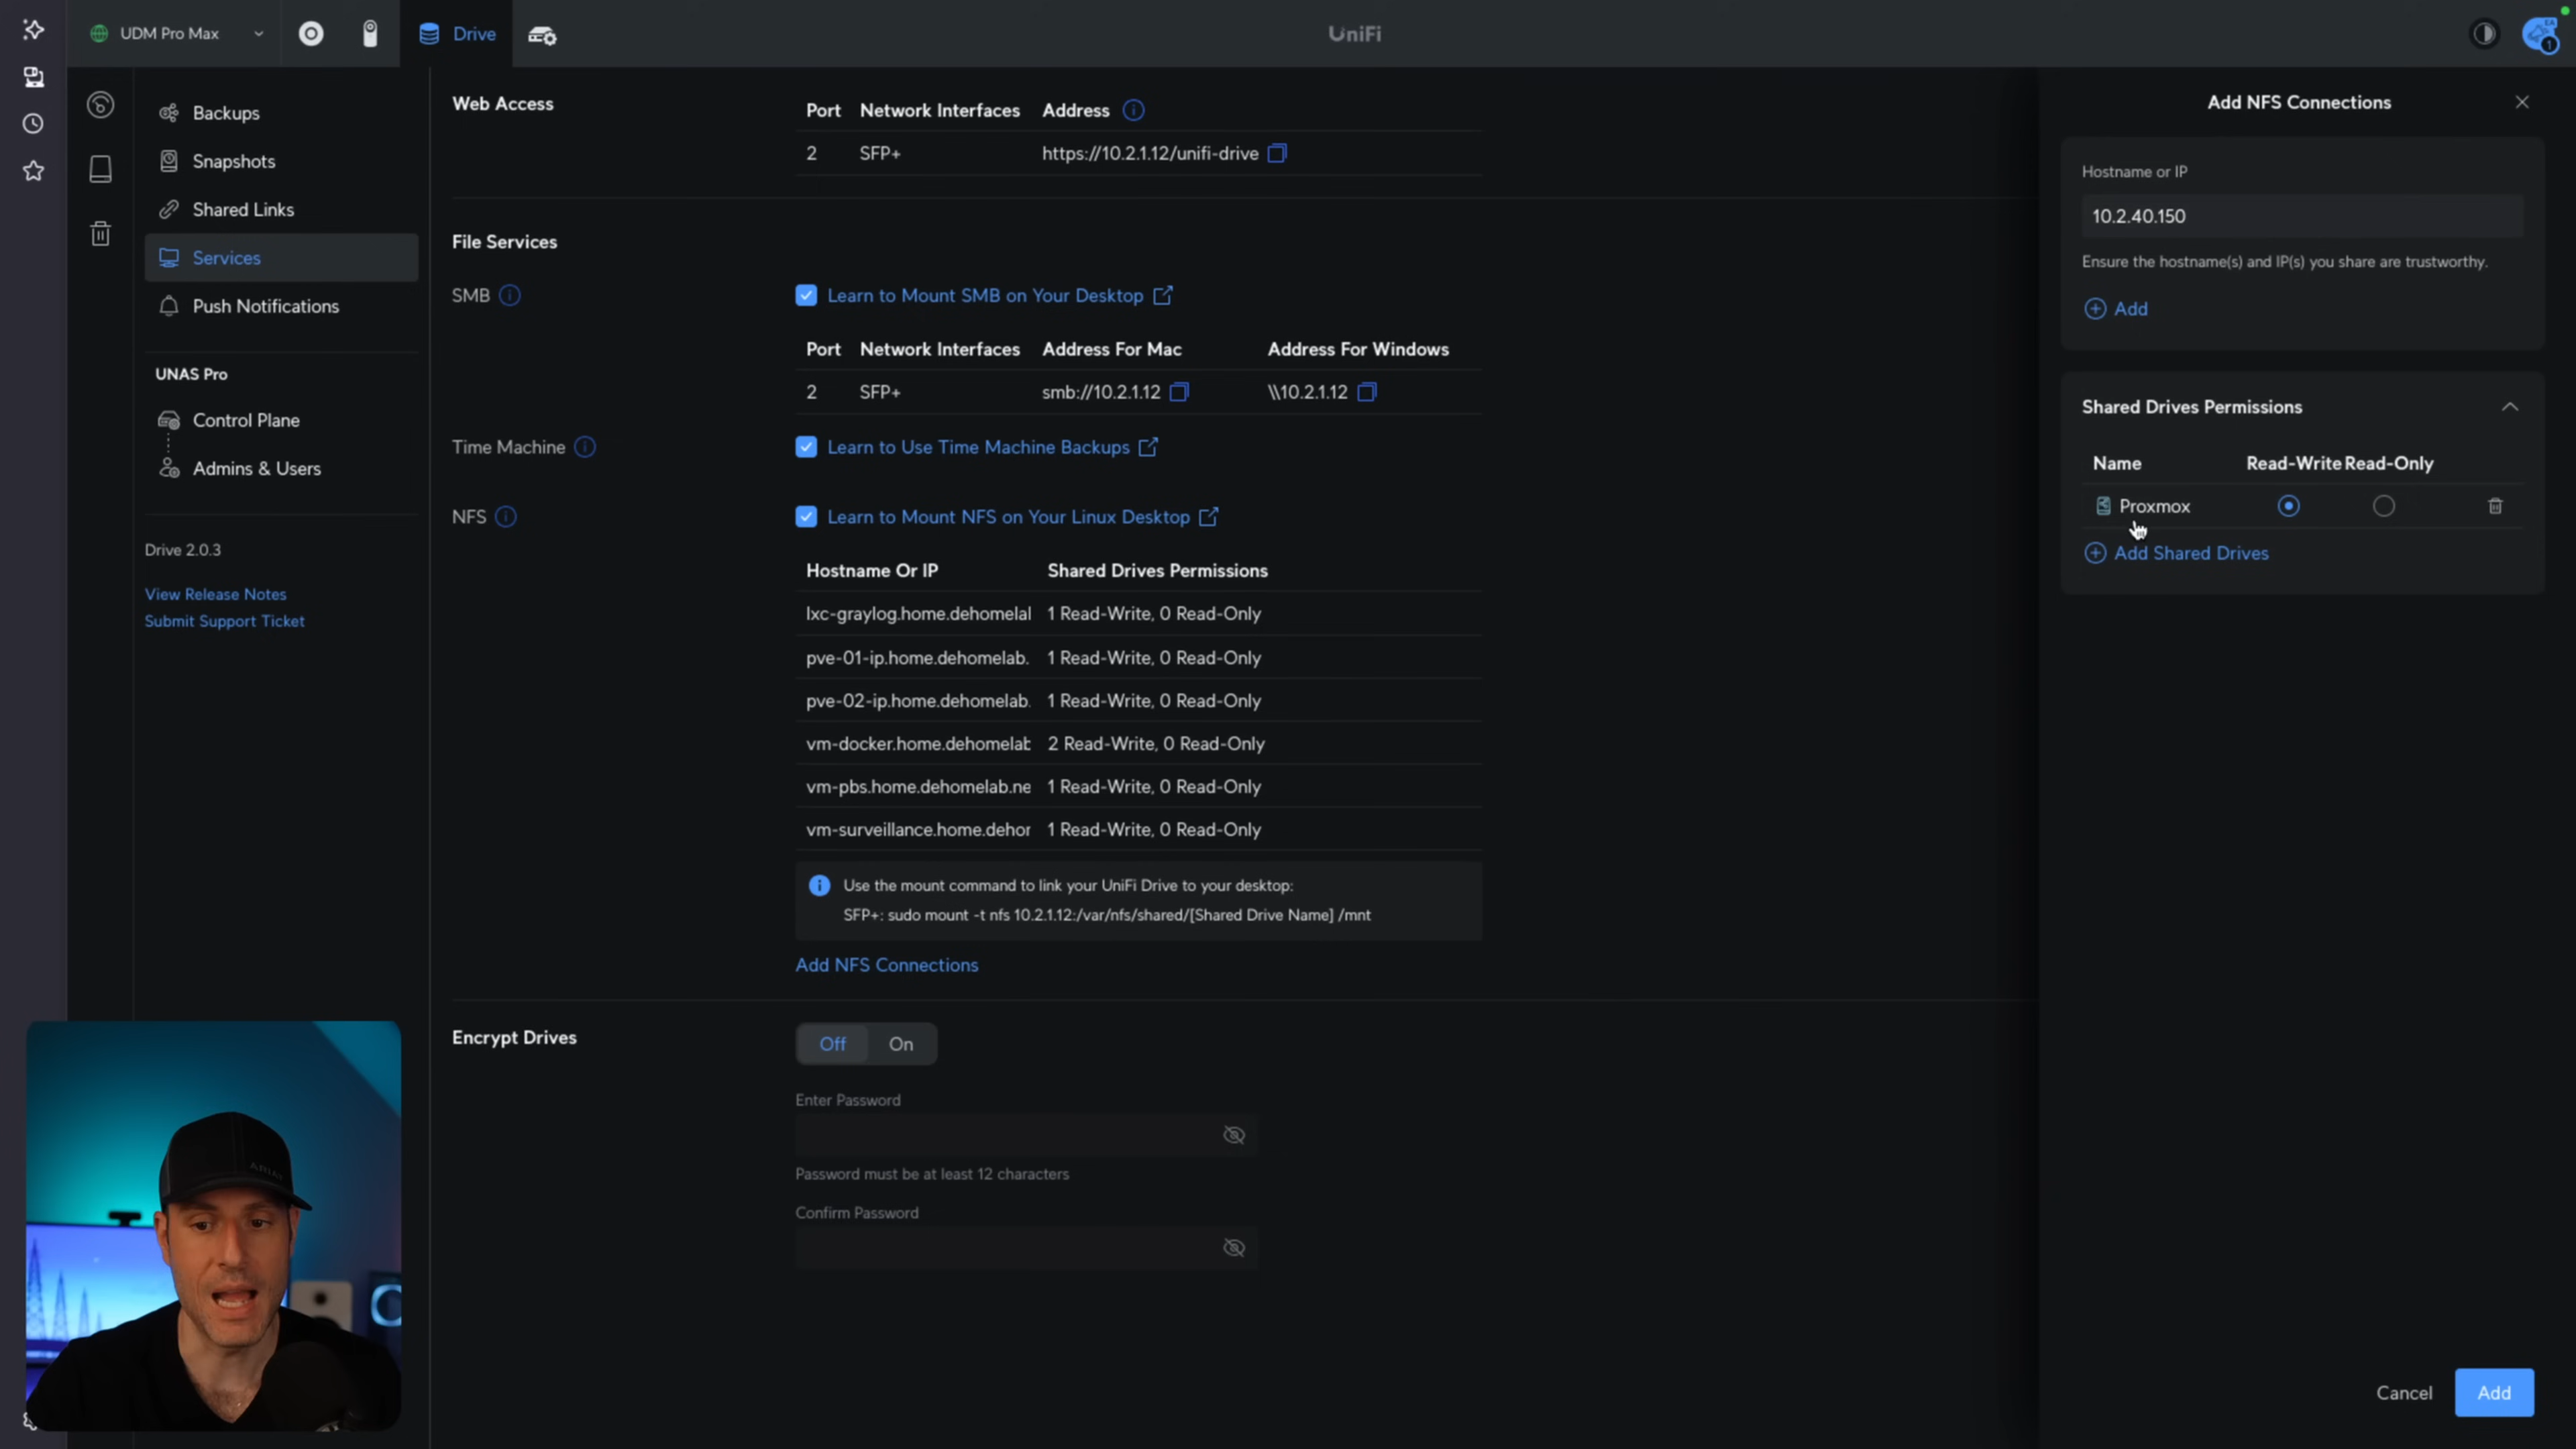 UDM Pro Max
Drive
UniFi
EA
1
Backups
Snapshots
Shared Links
Services
Push Notifications
UNAS Pro
Control Plane
Admins & Users
Drive 2.0.3
View Release Notes
Submit Support Ticket
Web Access
Port Network Interfaces Address
2 SFP+ https://10.2.1.12/unifi-drive
File Services
SMB Learn to Mount SMB on Your Desktop
Port Network Interfaces Address For Mac Address For Windows
2 SFP+ smb://10.2.1.12 \\10.2.1.12
Time Machine Learn to Use Time Machine Backups
NFS Learn to Mount NFS on Your Linux Desktop
Hostname Or IP Shared Drives Permissions
lxc-graylog.home.dehomelal 1 Read-Write, 0 Read-Only
pve-01-ip.home.dehomelab. 1 Read-Write, 0 Read-Only
pve-02-ip.home.dehomelab. 1 Read-Write, 0 Read-Only
vm-docker.home.dehomelab 2 Read-Write, 0 Read-Only
vm-pbs.home.dehomelab.ne 1 Read-Write, 0 Read-Only
vm-surveillance.home.dehor 1 Read-Write, 0 Read-Only
Use the mount command to link your UniFi Drive to your desktop:
SFP+: sudo mount -t nfs 10.2.1.12:/var/nfs/shared/[Shared Drive Name] /mnt
Add NFS Connections
Encrypt Drives Off On
Enter Password
Password must be at least 12 characters
Confirm Password
Add NFS Connections
Hostname or IP
10.2.40.150
Ensure the hostname(s) and IP(s) you share are trustworthy.
Add
Shared Drives Permissions
Name Read-Write Read-Only
Proxmox
Add Shared Drives
Cancel Add
ARIAT